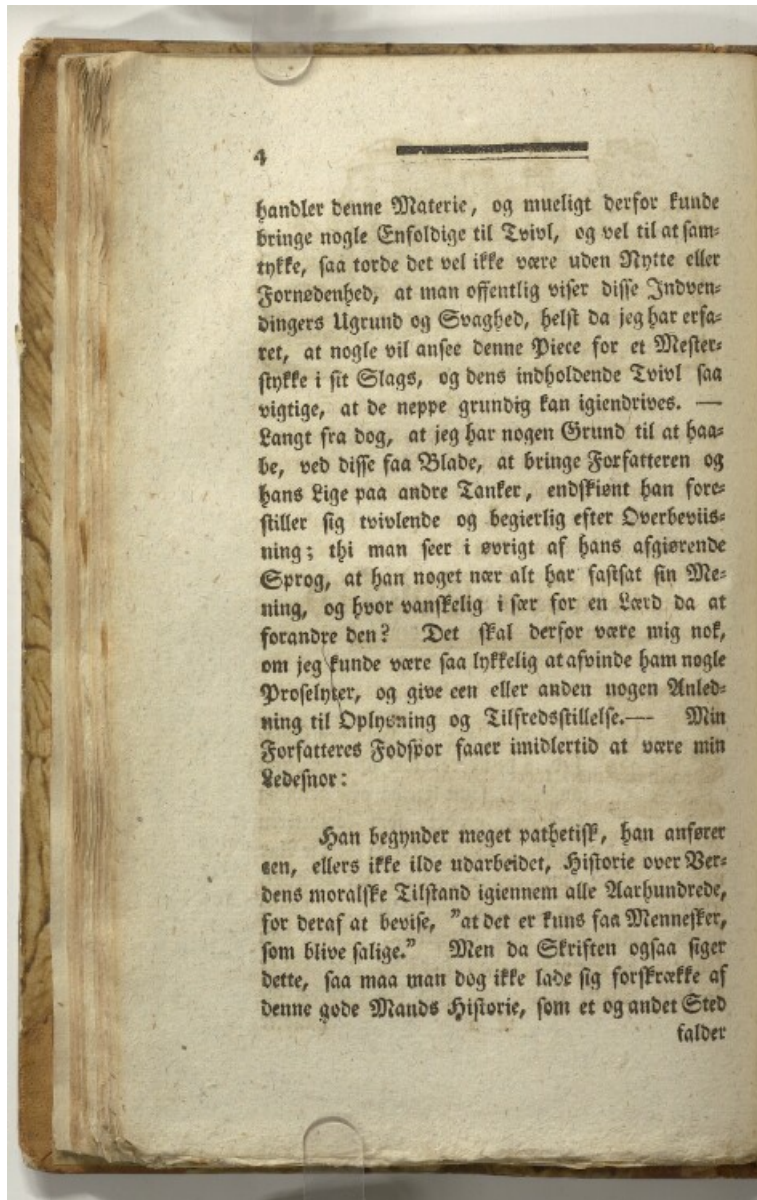 4
handler denne Materie, og mueligt derfor kunde
bringe nogle Enfoldige til Tvivl, og vel til at sam-
tykke, saa torde det vel ikke være uden Nytte eller
Fornødenhed, at man offentlig viser disse Indven-
dingers Ugrund og Svaghed, helst da jeg har erfa-
ret, at nogle vil ansee denne Piece for et Mester-
stykke i sit Slags, og dens indholdende Tvivl saa
vigtige, at de neppe grundig kan igiendrives. —
Langt fra dog, at jeg har nogen Grund til at haa-
be, ved disse faa Blade, at bringe Forfatteren og
hans Lige paa andre Tanker, endskiønt han fore-
stiller sig tvivlende og begierlig efter Overbeviis-
ning; thi man seer i øvrigt af hans afgiørende
Sprog, at han noget nær alt har fastsat sin Me-
ning, og hvor vanskelig i sær for en Lærd da at
forandre den? Det skal derfor være mig nok,
om jeg kunde være saa lykkelig at afvinde ham nogle
Proselyter, og give een eller anden nogen Anled-
ning til Oplysning og Tilfredsstillelse.— Min
Forfatteres Fodspor faaer imidlertid at være min
Ledesnor:
Han begynder meget pathetisk, han anfører
een, ellers ikke ilde udarbeidet, Historie over Ver-
dens moralske Tilstand igiennem alle Aarhundrede,
for deraf at bevise, "at det er kuns faa Mennesker,
som blive salige." Men da Skriften ogsaa siger
dette, saa maa man dog ikke lade sig forskrække af
denne gode Mands Historie, som et og andet Sted
falder